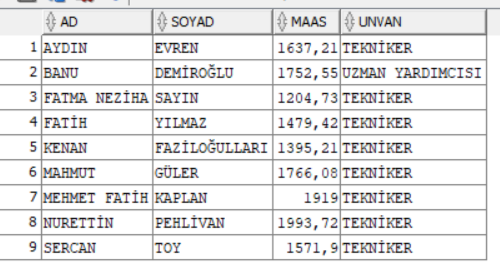 AD SOYAD MAAS UNVAN
1 AYDIN EVREN 1637,21 TEKNİKER
2 BANU DEMİROĞLU 1752,55 UZMAN YARDIMCISI
3 FATMA NEZİHA SAYIN 1204,73 TEKNİKER
4 FATİH YILMAZ 1479,42 TEKNİKER
5 KENAN FAZİLOĞULLARI 1395,21 TEKNİKER
6 MAHMUT GÜLER 1766,08 TEKNİKER
7 MEHMET FATİH KAPLAN 1919 TEKNİKER
8 NURETTİN PEHLİVAN 1993,72 TEKNİKER
9 SERCAN TOY 1571,9 TEKNİKER